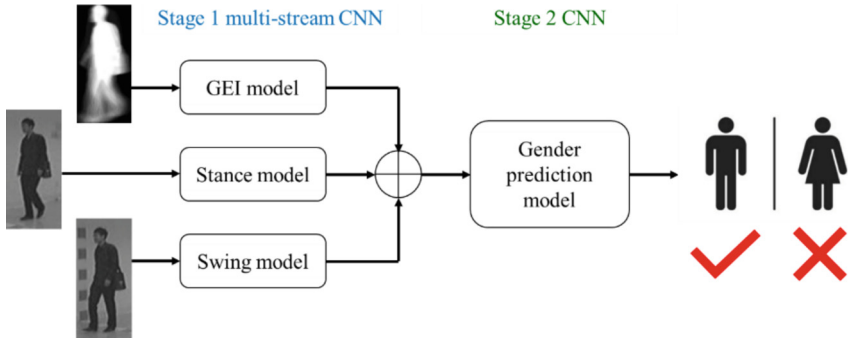 Stage 1 multi-stream CNN
Stage 2 CNN
GEI model
Stance model
Swing model
Gender
prediction
model